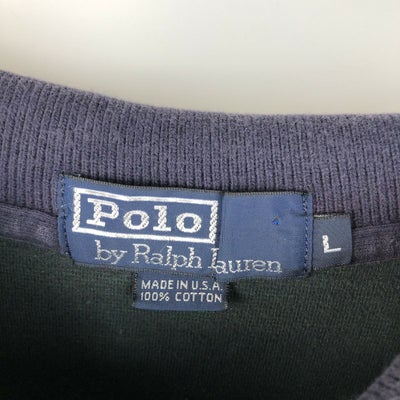 Polo
by Ralph Lauren
L
MADE IN U.S.A.
100% COTTON